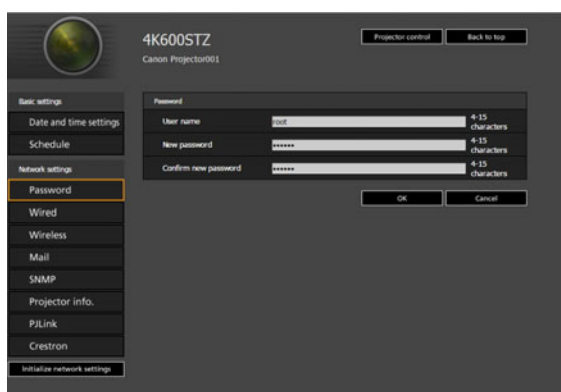 4K600STZ
Canon Projector001
Projector control
Back to top
Basic settings
Date and time settings
Schedule
Network settings
Password
Wired
Wireless
Mail
SNMP
Projector info.
PJLink
Crestron
Initialize network settings
Password
User name
root
4-15
characters
New password
••••••
4-15
characters
Confirm new password
••••••
4-15
characters
OK
Cancel